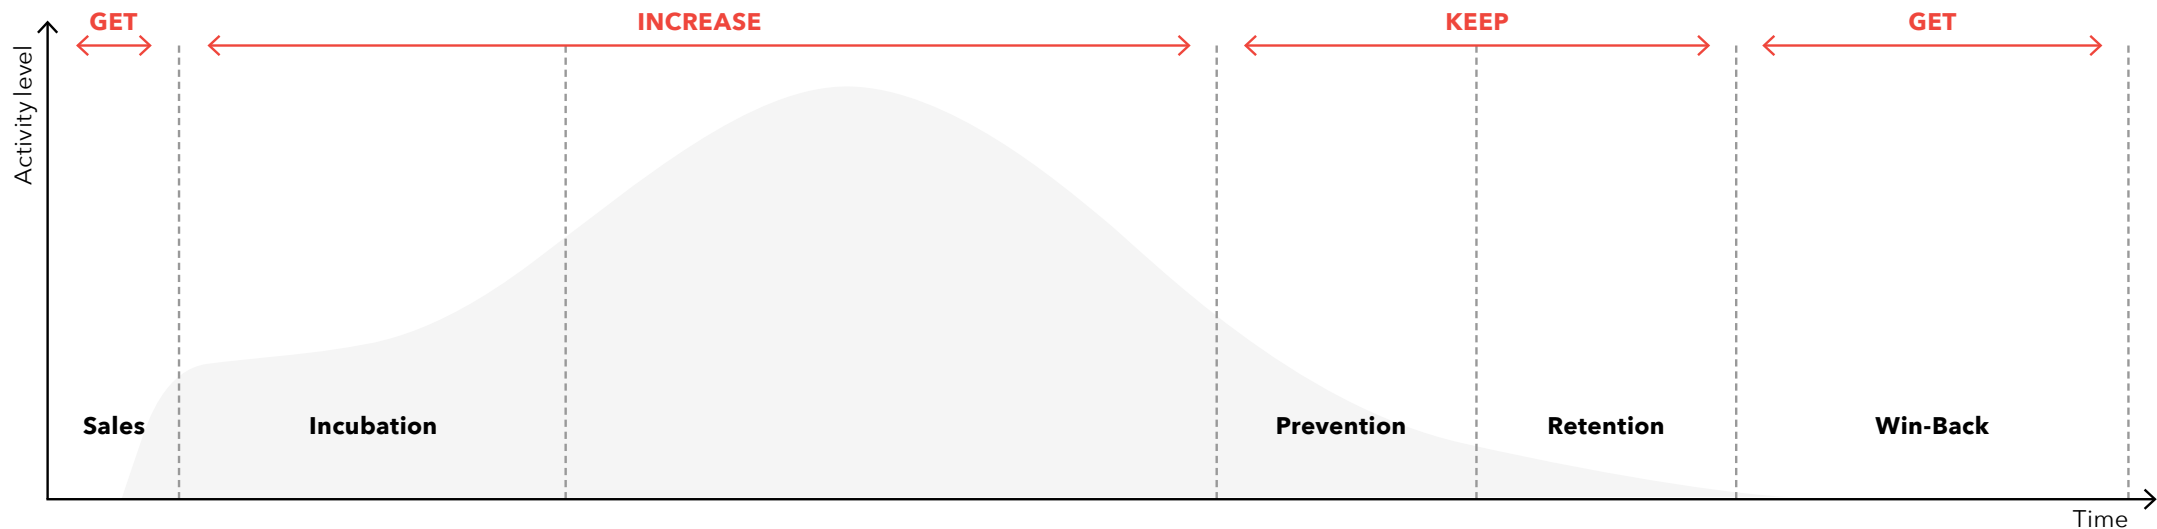 GET
INCREASE
KEEP
GET
Activity level
Sales
Incubation
Prevention
Retention
Win-Back
Time